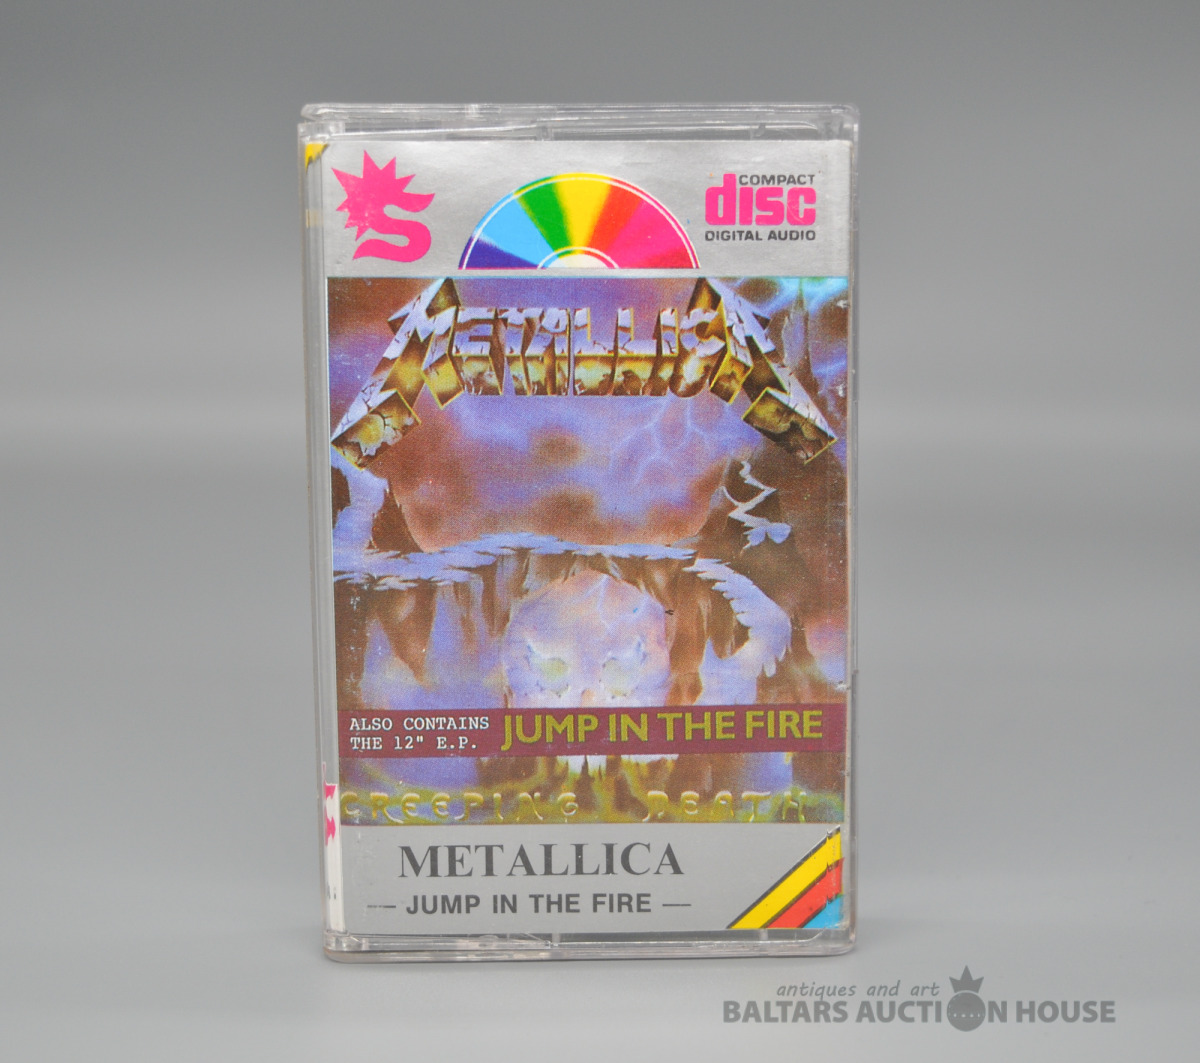 S
COMPACT
disc
DIGITAL AUDIO
METALLICA
ALSO CONTAINS
THE 12" E.P.
JUMP IN THE FIRE
CREEPING DEATH
METALLICA
— JUMP IN THE FIRE —
antiques and art
BALTARS AUCTION HOUSE